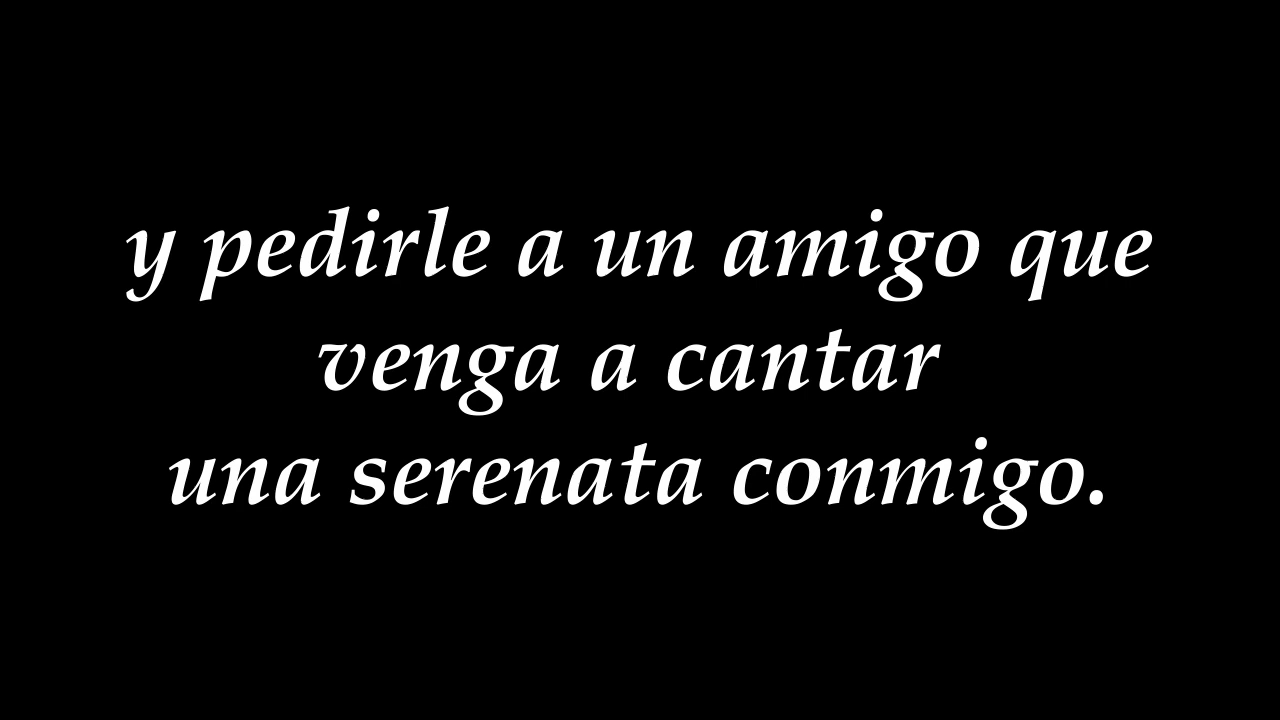 y pedirle a un amigo que
venga a cantar
una serenata conmigo.